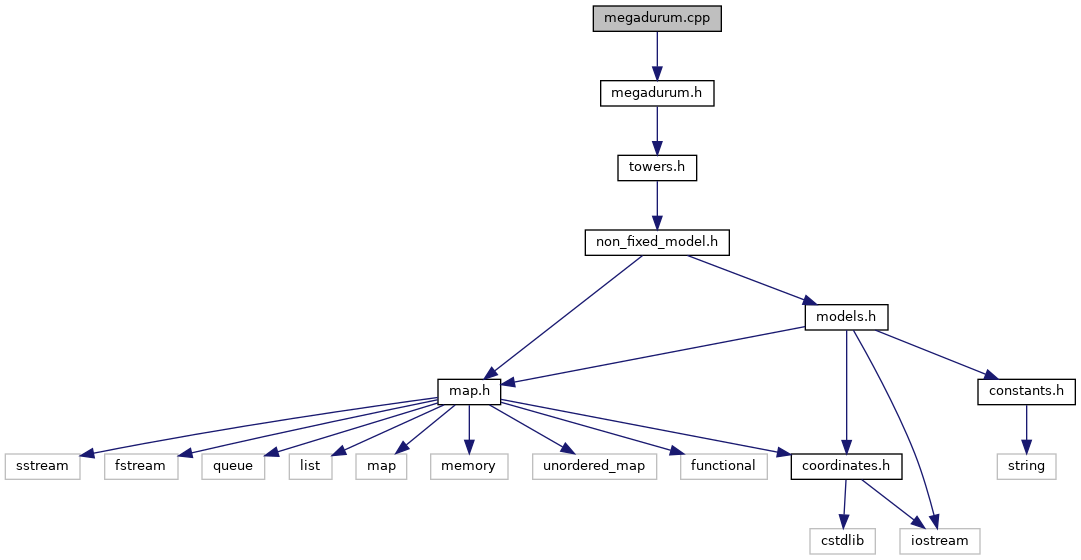 megadurum.cpp
megadurum.h
towers.h
non_fixed_model.h
models.h
map.h
constants.h
sstream
fstream
queue
list
map
memory
unordered_map
functional
coordinates.h
string
cstdlib
iostream